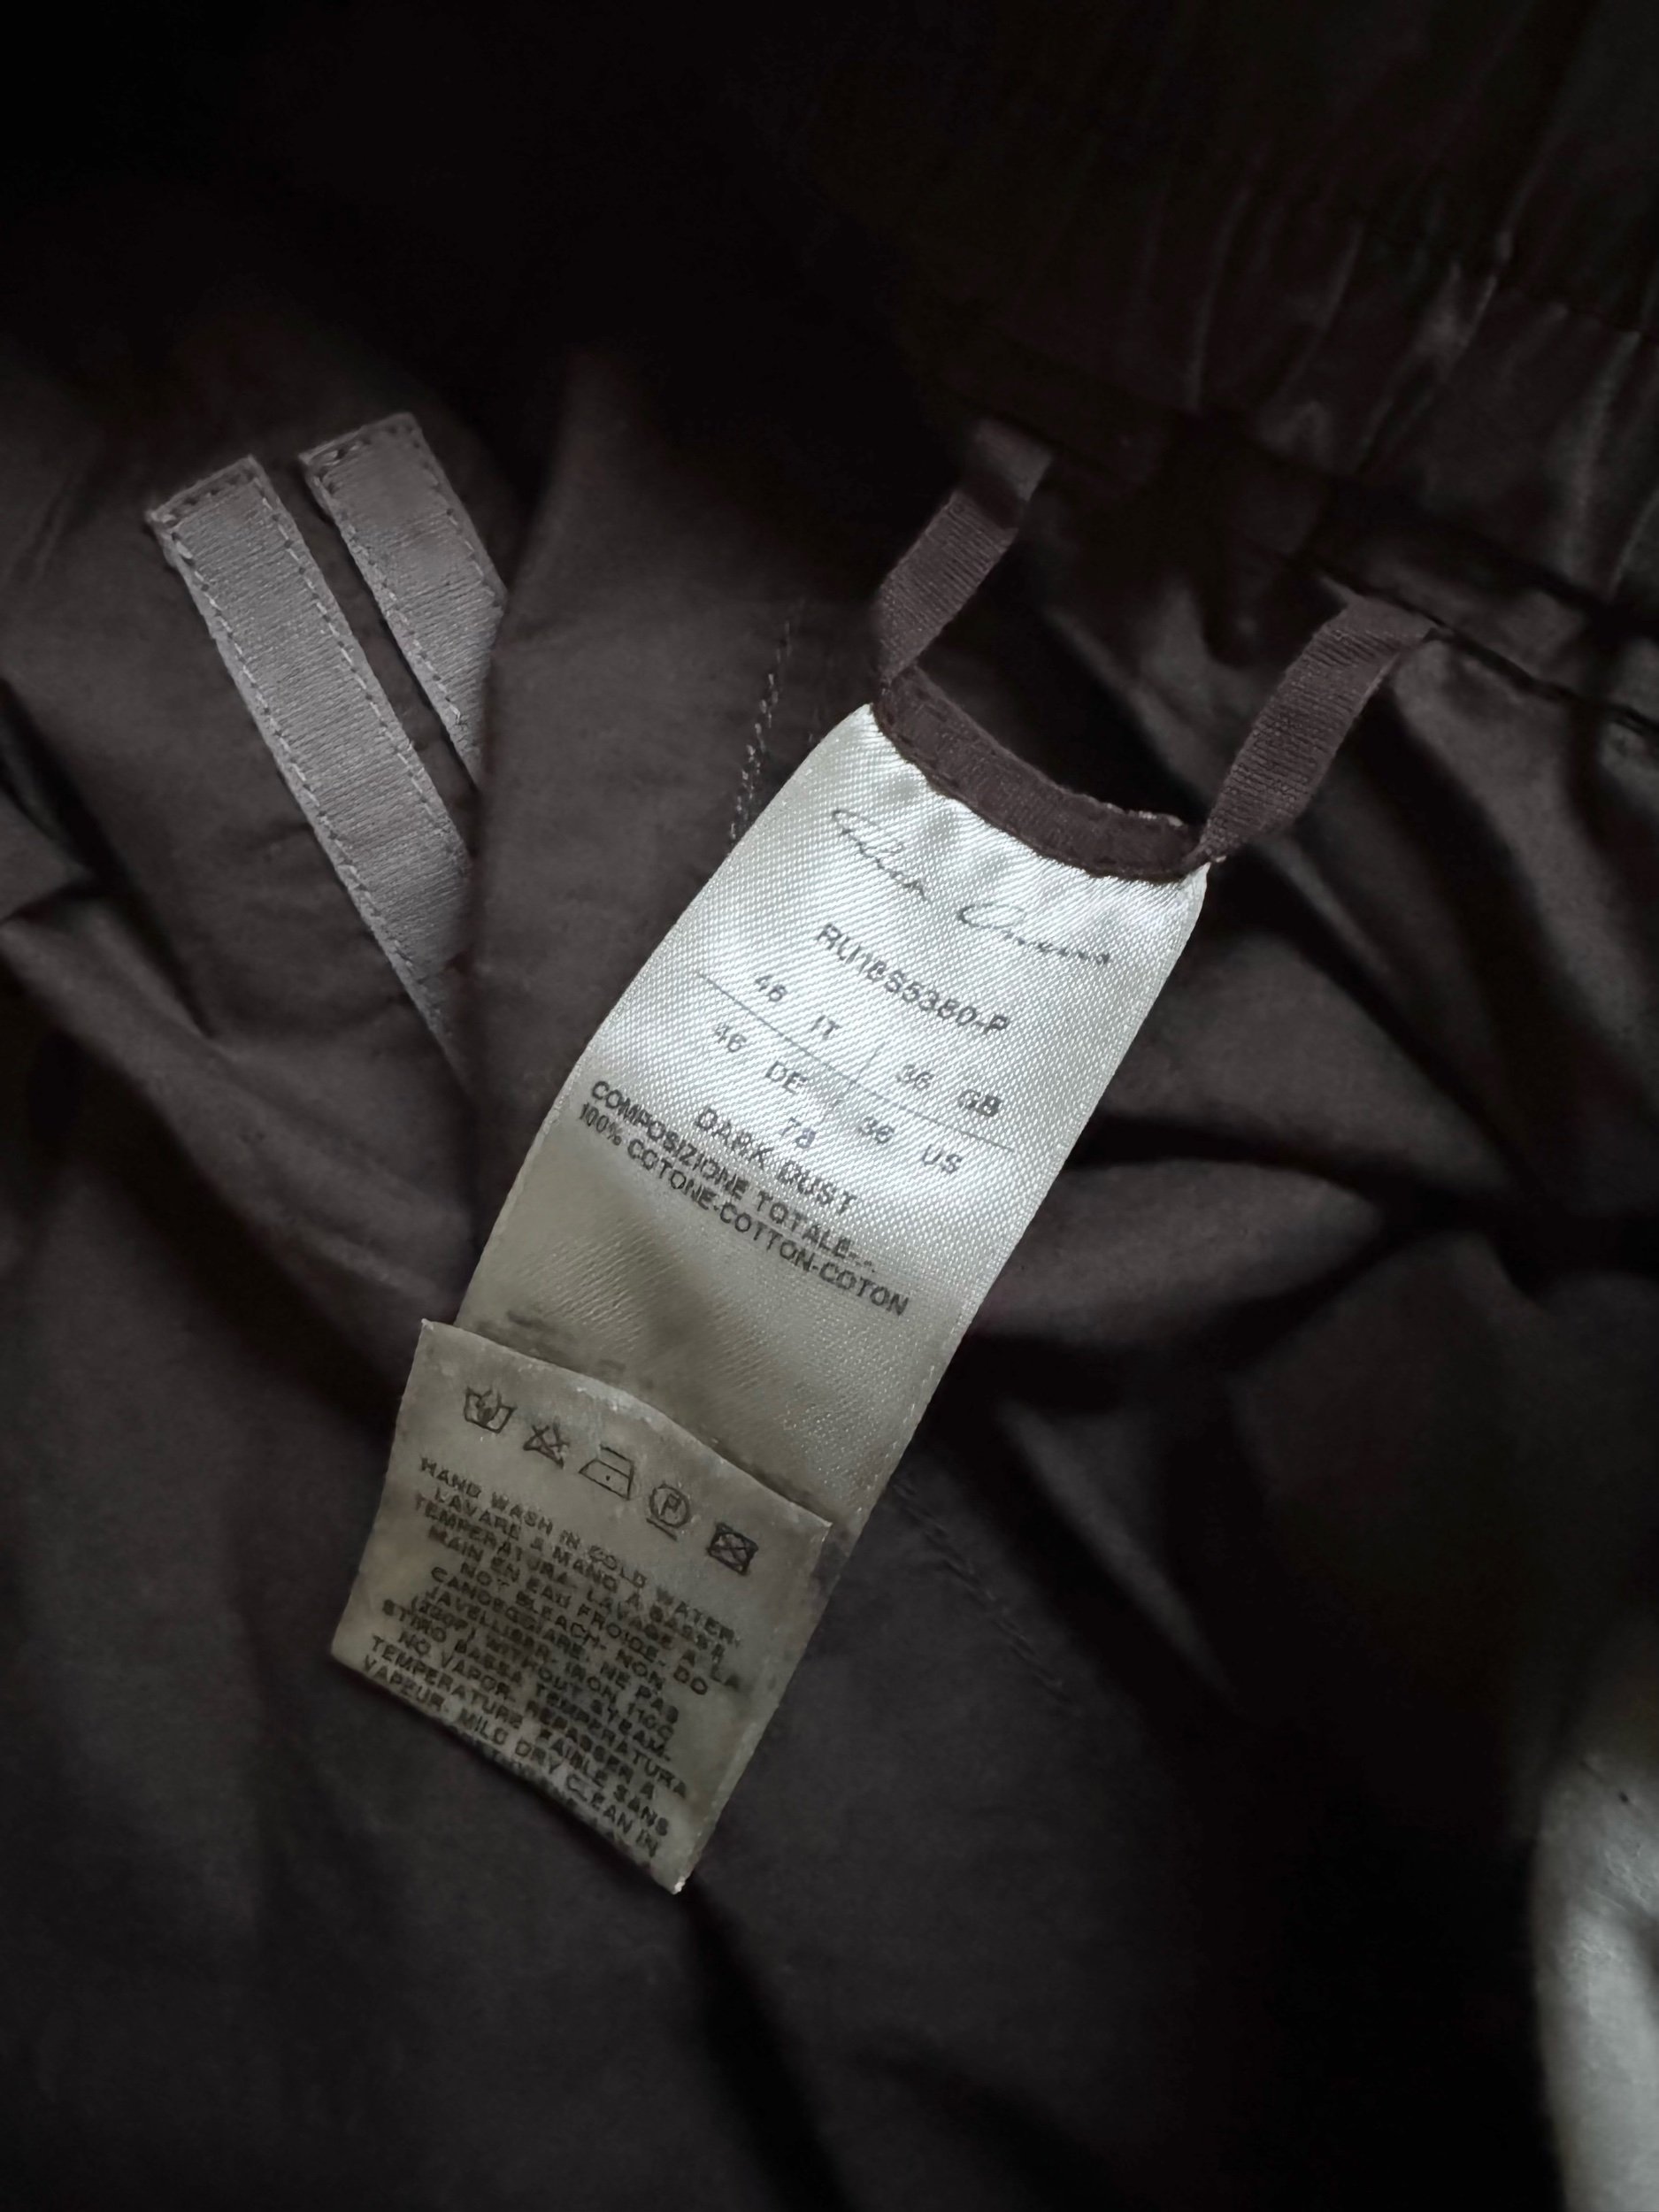 Rick Owens
RU18S5380-P
46 IT 36 GB
46 DE 36 US
78
DARK DUST
COMPOSIZIONE TOTALE-
100% COTONE-COTTON-COTON
P
HAND WASH IN COLD WATER-
LAVARE A MANO A BASSA
TEMPERATURA- LAVAGE A LA
MAIN EN EAU FROIDE. DO
NOT BLEACH- NON
CANDEGGIARE- NE PAS
JAVELLISER. IRON 110C
(230F) WITHOUT STEAM-
STIRO BASSA TEMPERATURA
NO VAPOR- REPASSER A
TEMPERATURE FAIBLE SANS
VAPEUR- MILD DRY CLEAN IN